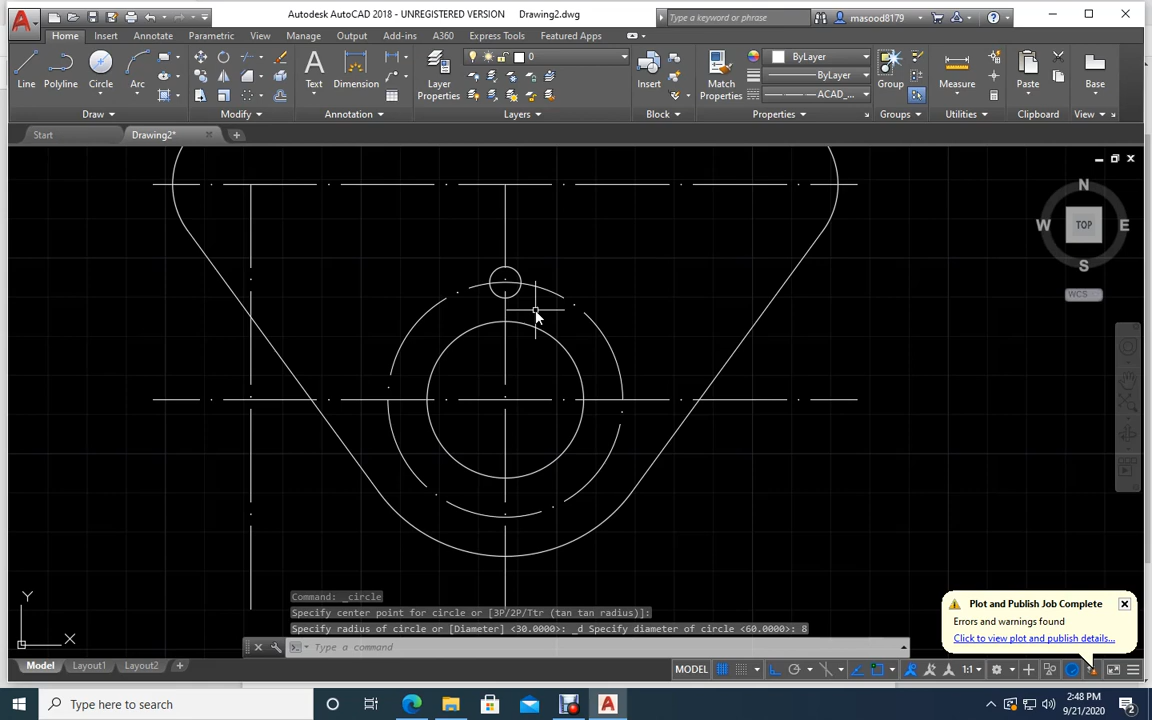 Autodesk AutoCAD 2018 - UNREGISTERED VERSION Drawing2.dwg
Type a keyword or phrase
masood8179
Home Insert Annotate Parametric View Manage Output Add-ins A360 Express Tools Featured Apps
0
ByLayer
ByLayer
ACAD_...
Line Polyline Circle Arc
Text Dimension
Layer Properties
Insert
Match Properties
Group
Measure
Paste
Base
Draw Modify Annotation Layers Block Properties Groups Utilities Clipboard View
Start Drawing2*
N
W TOP E
S
WCS
Command: _circle
Specify center point for circle or [3P/2P/Ttr (tan tan radius)]:
Specify radius of circle or [Diameter] <30.0000>: _d Specify diameter of circle <60.0000>: 8
Type a command
Y
X
Plot and Publish Job Complete
Errors and warnings found
Click to view plot and publish details...
Model Layout1 Layout2
MODEL 1:1
Type here to search
2:48 PM
9/21/2020
2